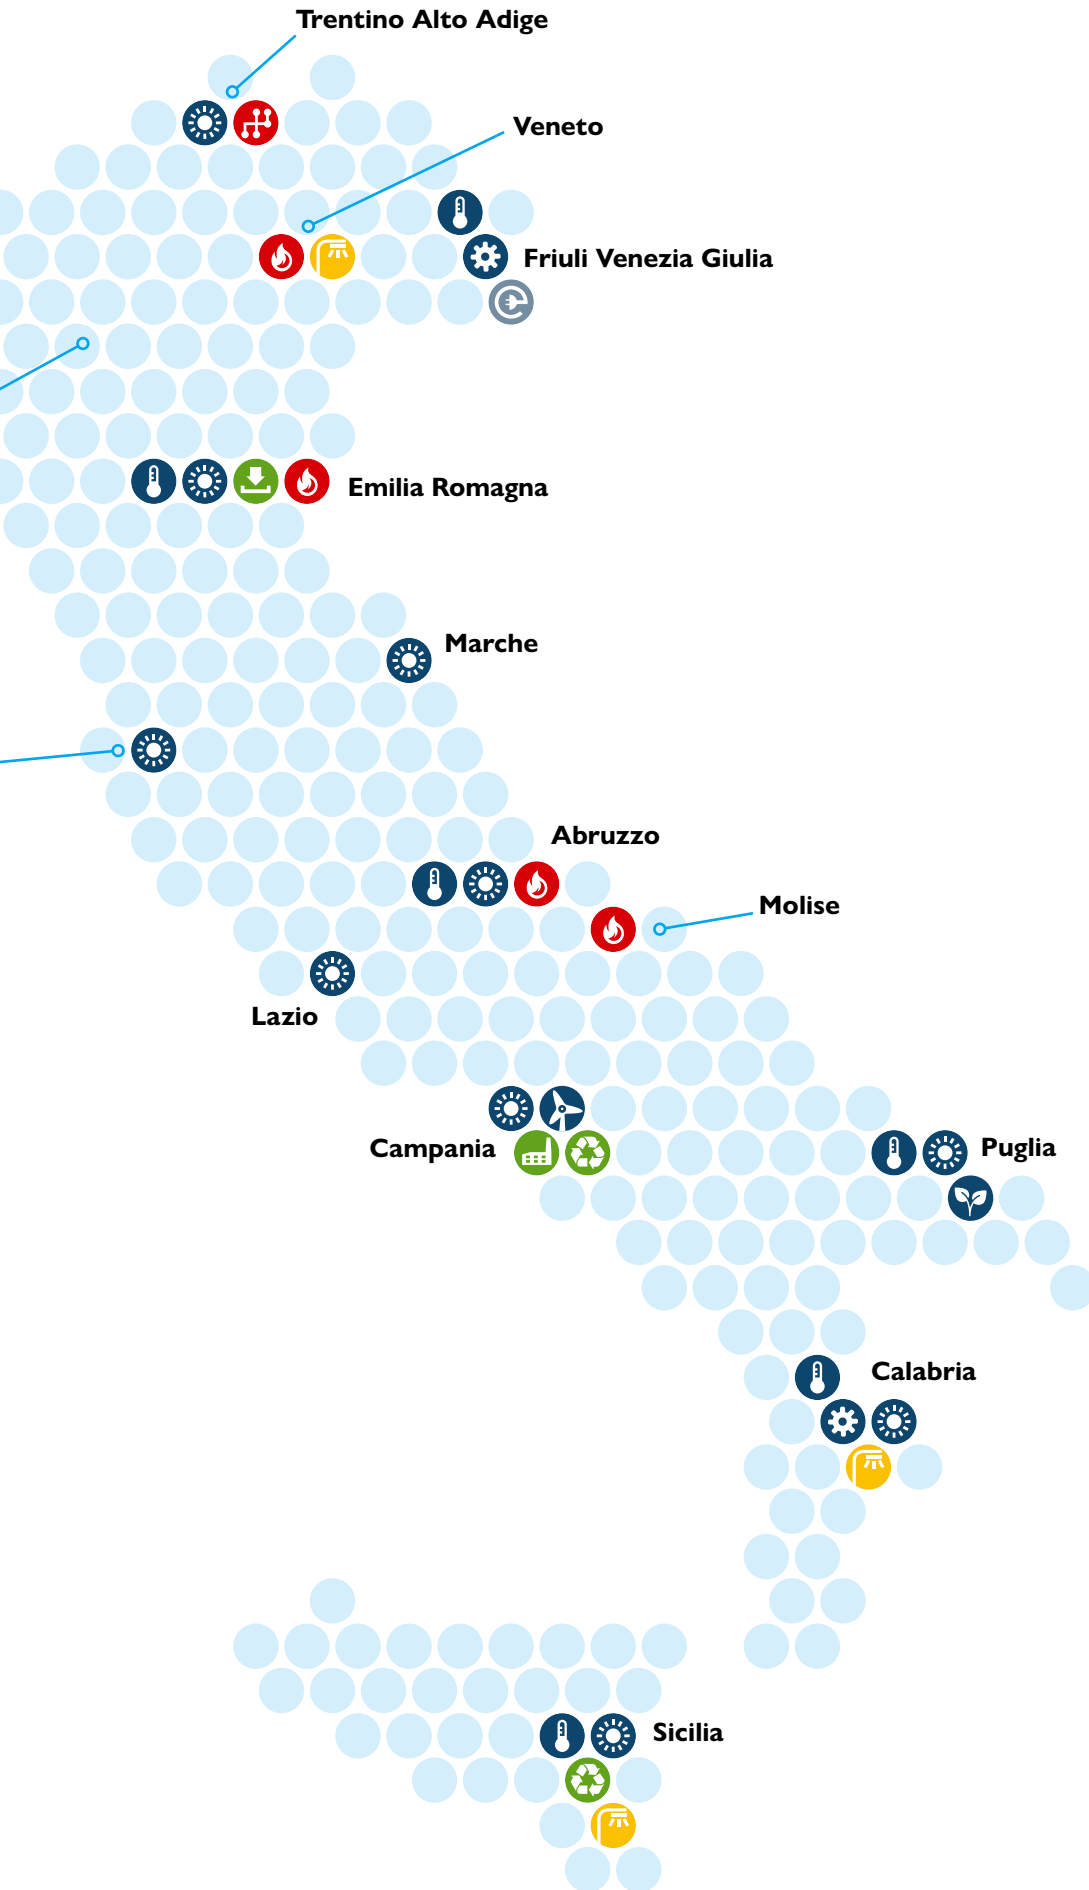 Trentino Alto Adige
Veneto
Friuli Venezia Giulia
Emilia Romagna
Marche
Abruzzo
Molise
Lazio
Campania
Puglia
Calabria
Sicilia